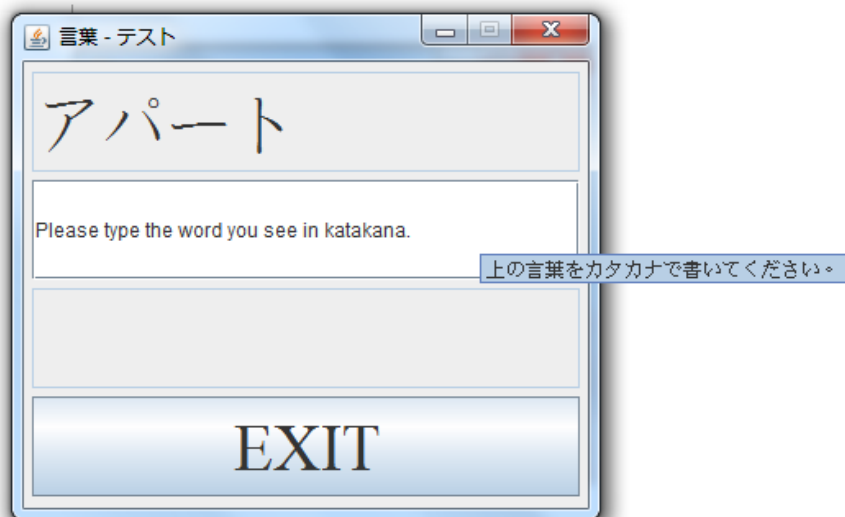 言葉 - テスト
アパート
Please type the word you see in katakana.
上の言葉をカタカナで書いてください。
EXIT